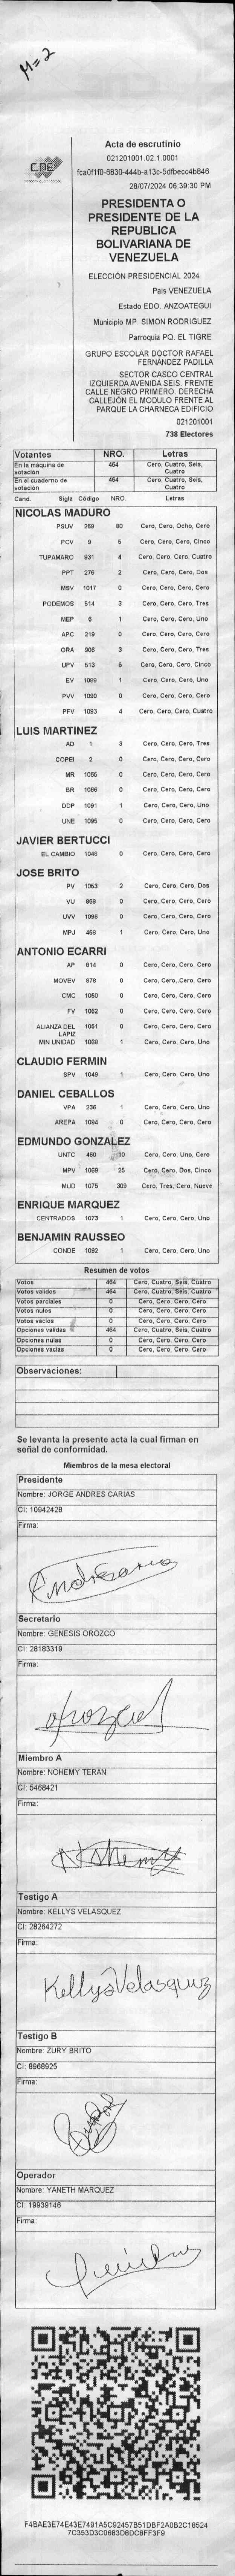 M=2
CNE
Acta de escrutinio
021201001.02.1.0001
fca0f1f0-6830-444b-a13c-5dfbecc4b846
28/07/2024 06:39:30 PM
PRESIDENTA O
PRESIDENTE DE LA
REPUBLICA
BOLIVARIANA DE
VENEZUELA
ELECCIÓN PRESIDENCIAL 2024
País VENEZUELA
Estado EDO. ANZOATEGUI
Municipio MP. SIMON RODRIGUEZ
Parroquia PQ. EL TIGRE
GRUPO ESCOLAR DOCTOR RAFAEL
FERNÁNDEZ PADILLA
SECTOR CASCO CENTRAL
IZQUIERDA AVENIDA SEIS. FRENTE
CALLE NEGRO PRIMERO. DERECHA
CALLEJÓN EL MODULO FRENTE AL
PARQUE LA CHARNECA EDIFICIO
021201001
738 Electores
Votantes NRO. Letras
En la máquina de votación 464 Cero, Cuatro, Seis, Cuatro
En el cuaderno de votación 464 Cero, Cuatro, Seis, Cuatro
Cand. Sigla Código NRO. Letras
NICOLAS MADURO
PSUV 269 80 Cero, Cero, Ocho, Cero
PCV 9 5 Cero, Cero, Cero, Cinco
TUPAMARO 931 4 Cero, Cero, Cero, Cuatro
PPT 276 2 Cero, Cero, Cero, Dos
MSV 1017 0 Cero, Cero, Cero, Cero
PODEMOS 514 3 Cero, Cero, Cero, Tres
MEP 6 1 Cero, Cero, Cero, Uno
APC 219 0 Cero, Cero, Cero, Cero
ORA 906 3 Cero, Cero, Cero, Tres
UPV 513 5 Cero, Cero, Cero, Cinco
EV 1099 1 Cero, Cero, Cero, Uno
PVV 1090 0 Cero, Cero, Cero, Cero
PFV 1093 4 Cero, Cero, Cero, Cuatro
LUIS MARTINEZ
AD 1 3 Cero, Cero, Cero, Tres
COPEI 2 0 Cero, Cero, Cero, Cero
MR 1065 0 Cero, Cero, Cero, Cero
BR 1066 0 Cero, Cero, Cero, Cero
DDP 1091 1 Cero, Cero, Cero, Uno
UNE 1095 0 Cero, Cero, Cero, Cero
JAVIER BERTUCCI
EL CAMBIO 1048 0 Cero, Cero, Cero, Cero
JOSE BRITO
PV 1053 2 Cero, Cero, Cero, Dos
VU 968 0 Cero, Cero, Cero, Cero
UVV 1096 0 Cero, Cero, Cero, Cero
MPJ 458 1 Cero, Cero, Cero, Uno
ANTONIO ECARRI
AP 914 0 Cero, Cero, Cero, Cero
MOVEV 978 0 Cero, Cero, Cero, Cero
CMC 1050 0 Cero, Cero, Cero, Cero
FV 1062 0 Cero, Cero, Cero, Cero
ALIANZA DEL LAPIZ 1051 0 Cero, Cero, Cero, Cero
MIN UNIDAD 1088 1 Cero, Cero, Cero, Uno
CLAUDIO FERMIN
SPV 1049 1 Cero, Cero, Cero, Uno
DANIEL CEBALLOS
VPA 236 1 Cero, Cero, Cero, Uno
AREPA 1094 0 Cero, Cero, Cero, Cero
EDMUNDO GONZALEZ
UNTC 460 10 Cero, Cero, Uno, Cero
MPV 1068 25 Cero, Cero, Dos, Cinco
MUD 1075 309 Cero, Tres, Cero, Nueve
ENRIQUE MARQUEZ
CENTRADOS 1073 1 Cero, Cero, Cero, Uno
BENJAMIN RAUSSEO
CONDE 1092 1 Cero, Cero, Cero, Uno
Resumen de votos
Votos 464 Cero, Cuatro, Seis, Cuatro
Votos validos 464 Cero, Cuatro, Seis, Cuatro
Votos parciales 0 Cero, Cero, Cero, Cero
Votos nulos 0 Cero, Cero, Cero, Cero
Votos vacios 0 Cero, Cero, Cero, Cero
Opciones validas 464 Cero, Cuatro, Seis, Cuatro
Opciones nulas 0 Cero, Cero, Cero, Cero
Opciones vacias 0 Cero, Cero, Cero, Cero
Observaciones:
Se levanta la presente acta la cual firman en
señal de conformidad.
Miembros de la mesa electoral
Presidente
Nombre: JORGE ANDRES CARIAS
CI: 10942428
Firma:
Secretario
Nombre: GENESIS OROZCO
CI: 28183319
Firma:
Orozco
Miembro A
Nombre: NOHEMY TERAN
CI: 5468421
Firma:
Nohemy
Testigo A
Nombre: KELLYS VELASQUEZ
CI: 28264272
Firma:
Kellys Velasquez
Testigo B
Nombre: ZURY BRITO
CI: 8968925
Firma:
Operador
Nombre: YANETH MARQUEZ
CI: 19939146
Firma:
F4BAE3E74E43E7491A5C92457B51DBF2A0B2C18524
7C353D3C0683D8DC8FF3F9